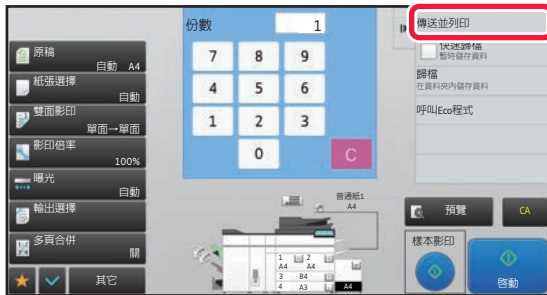 原稿
自動 A4
紙張選擇
自動
雙面影印
單面→單面
影印倍率
100%
曝光
自動
輸出選擇
多頁合併
關
其它
份數
1
7 8 9
4 5 6
1 2 3
0
C
普通紙1
A4
1 2
A4 A4
3 B4
4 A3
A4
傳送並列印
快速歸檔
暫時儲存資料
歸檔
在資料夾內儲存資料
呼叫Eco程式
預覽
CA
樣本影印
啓動